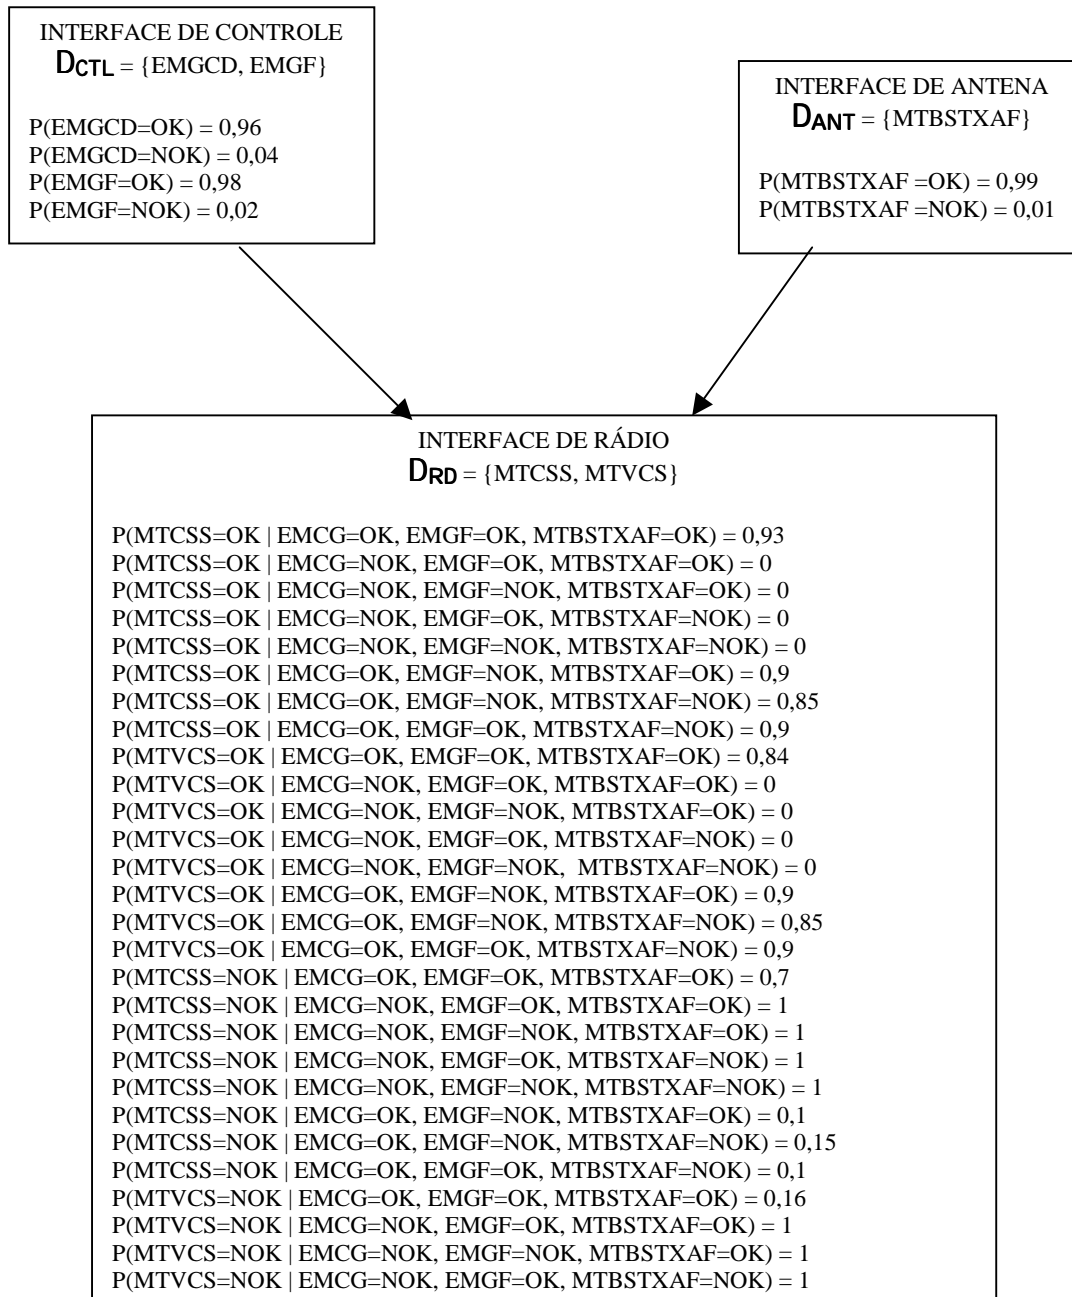 INTERFACE DE CONTROLE
DCTL = {EMGCD, EMGF}
P(EMGCD=OK) = 0,96
P(EMGCD=NOK) = 0,04
P(EMGF=OK) = 0,98
P(EMGF=NOK) = 0,02
INTERFACE DE ANTENA
DANT = {MTBSTXAF}
P(MTBSTXAF =OK) = 0,99
P(MTBSTXAF =NOK) = 0,01
INTERFACE DE RÁDIO
DRD = {MTCSS, MTVCS}
P(MTCSS=OK | EMCG=OK, EMGF=OK, MTBSTXAF=OK) = 0,93
P(MTCSS=OK | EMCG=NOK, EMGF=OK, MTBSTXAF=OK) = 0
P(MTCSS=OK | EMCG=NOK, EMGF=NOK, MTBSTXAF=OK) = 0
P(MTCSS=OK | EMCG=NOK, EMGF=OK, MTBSTXAF=NOK) = 0
P(MTCSS=OK | EMCG=NOK, EMGF=NOK, MTBSTXAF=NOK) = 0
P(MTCSS=OK | EMCG=OK, EMGF=NOK, MTBSTXAF=OK) = 0,9
P(MTCSS=OK | EMCG=OK, EMGF=NOK, MTBSTXAF=NOK) = 0,85
P(MTCSS=OK | EMCG=OK, EMGF=OK, MTBSTXAF=NOK) = 0,9
P(MTVCS=OK | EMCG=OK, EMGF=OK, MTBSTXAF=OK) = 0,84
P(MTVCS=OK | EMCG=NOK, EMGF=OK, MTBSTXAF=OK) = 0
P(MTVCS=OK | EMCG=NOK, EMGF=NOK, MTBSTXAF=OK) = 0
P(MTVCS=OK | EMCG=NOK, EMGF=OK, MTBSTXAF=NOK) = 0
P(MTVCS=OK | EMCG=NOK, EMGF=NOK, MTBSTXAF=NOK) = 0
P(MTVCS=OK | EMCG=OK, EMGF=NOK, MTBSTXAF=OK) = 0,9
P(MTVCS=OK | EMCG=OK, EMGF=NOK, MTBSTXAF=NOK) = 0,85
P(MTVCS=OK | EMCG=OK, EMGF=OK, MTBSTXAF=NOK) = 0,9
P(MTCSS=NOK | EMCG=OK, EMGF=OK, MTBSTXAF=OK) = 0,7
P(MTCSS=NOK | EMCG=NOK, EMGF=OK, MTBSTXAF=OK) = 1
P(MTCSS=NOK | EMCG=NOK, EMGF=NOK, MTBSTXAF=OK) = 1
P(MTCSS=NOK | EMCG=NOK, EMGF=OK, MTBSTXAF=NOK) = 1
P(MTCSS=NOK | EMCG=NOK, EMGF=NOK, MTBSTXAF=NOK) = 1
P(MTCSS=NOK | EMCG=OK, EMGF=NOK, MTBSTXAF=OK) = 0,1
P(MTCSS=NOK | EMCG=OK, EMGF=NOK, MTBSTXAF=NOK) = 0,15
P(MTCSS=NOK | EMCG=OK, EMGF=OK, MTBSTXAF=NOK) = 0,1
P(MTVCS=NOK | EMCG=OK, EMGF=OK, MTBSTXAF=OK) = 0,16
P(MTVCS=NOK | EMCG=NOK, EMGF=OK, MTBSTXAF=OK) = 1
P(MTVCS=NOK | EMCG=NOK, EMGF=NOK, MTBSTXAF=OK) = 1
P(MTVCS=NOK | EMCG=NOK, EMGF=OK, MTBSTXAF=NOK) = 1